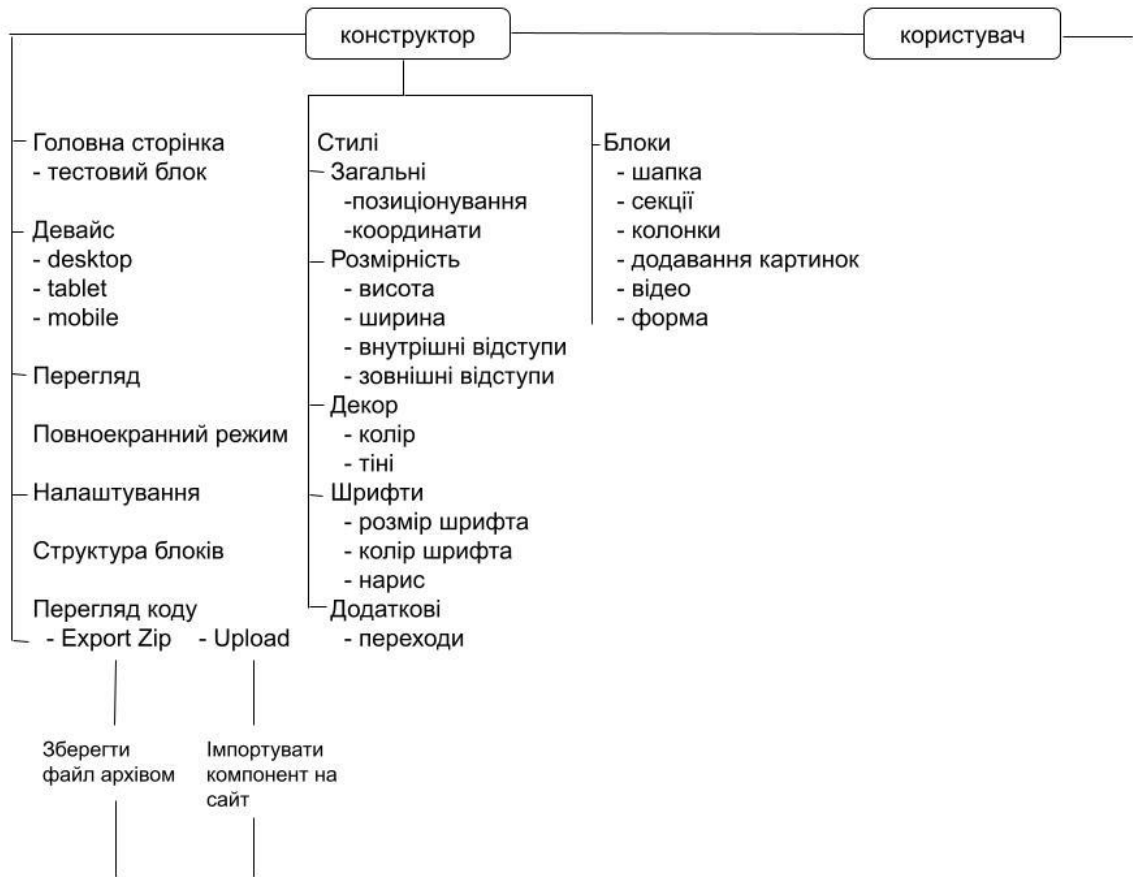 конструктор
користувач
Головна сторінка
- тестовий блок
Девайс
- desktop
- tablet
- mobile
Перегляд
Повноекранний режим
Налаштування
Структура блоків
Перегляд коду
- Export Zip - Upload
Зберегти
файл архівом
Імпортувати
компонент на
сайт
Стилі
Загальні
-позиціонування
-координати
Розмірність
- висота
- ширина
- внутрішні відступи
- зовнішні відступи
Декор
- колір
- тіні
Шрифти
- розмір шрифта
- колір шрифта
- нарис
Додаткові
- переходи
Блоки
- шапка
- секції
- колонки
- додавання картинок
- відео
- форма